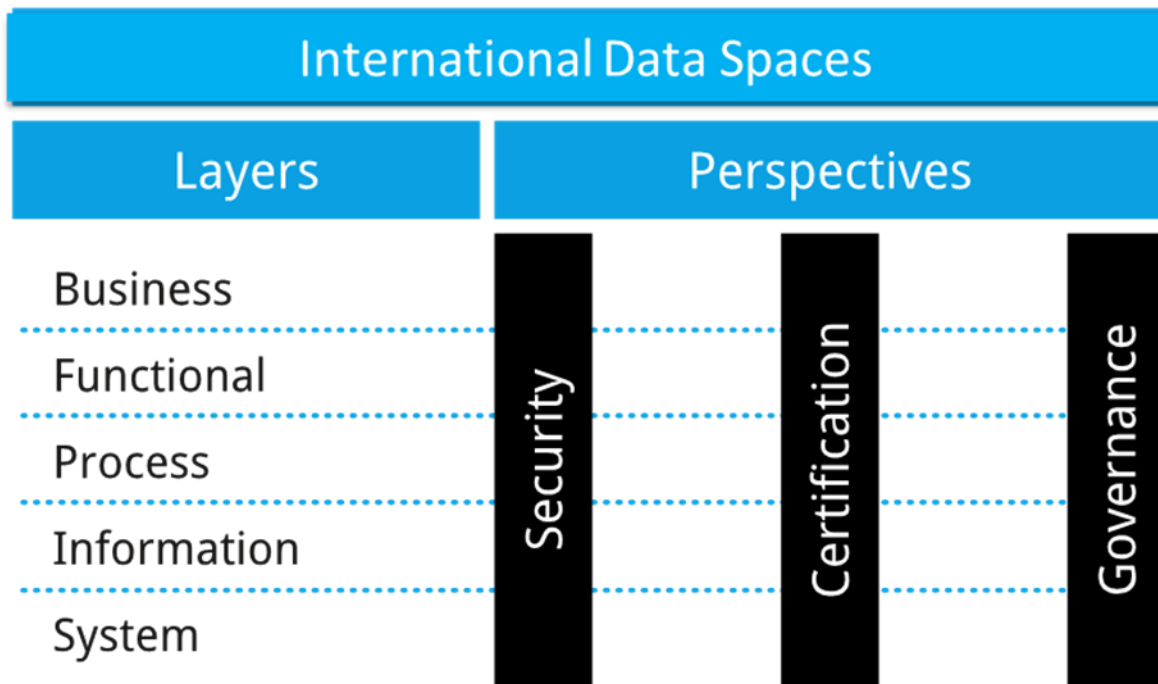 International Data Spaces
Layers
Perspectives
Business
Functional
Process
Information
System
Security
Certification
Governance